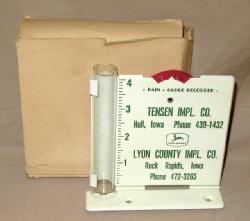 • RAIN - GAUGE RECORDER •
4
TENSEN IMPL. CO.
Hull, Iowa Phone 439-1432
3
2
LYON COUNTY IMPL. CO.
Rock Rapids, Iowa
1
Phone 472-3265